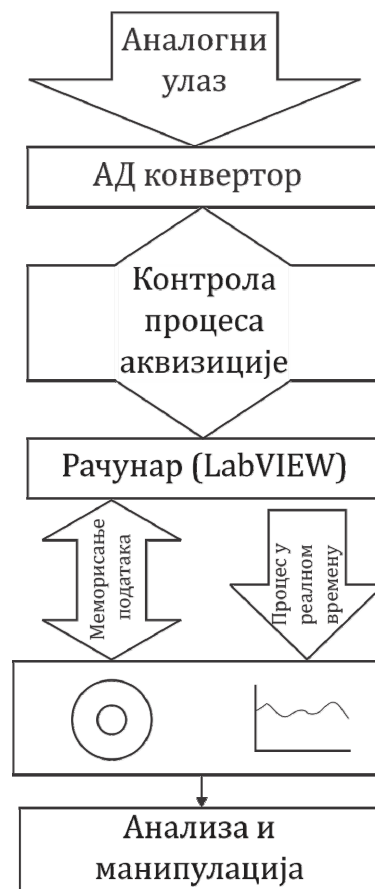 Аналогни
улаз
АД конвертор
Контрола
процеса
аквизиције
Рачунар (LabVIEW)
Меморисање
података
Процес у
реалном
времену
Анализа и
манипулација